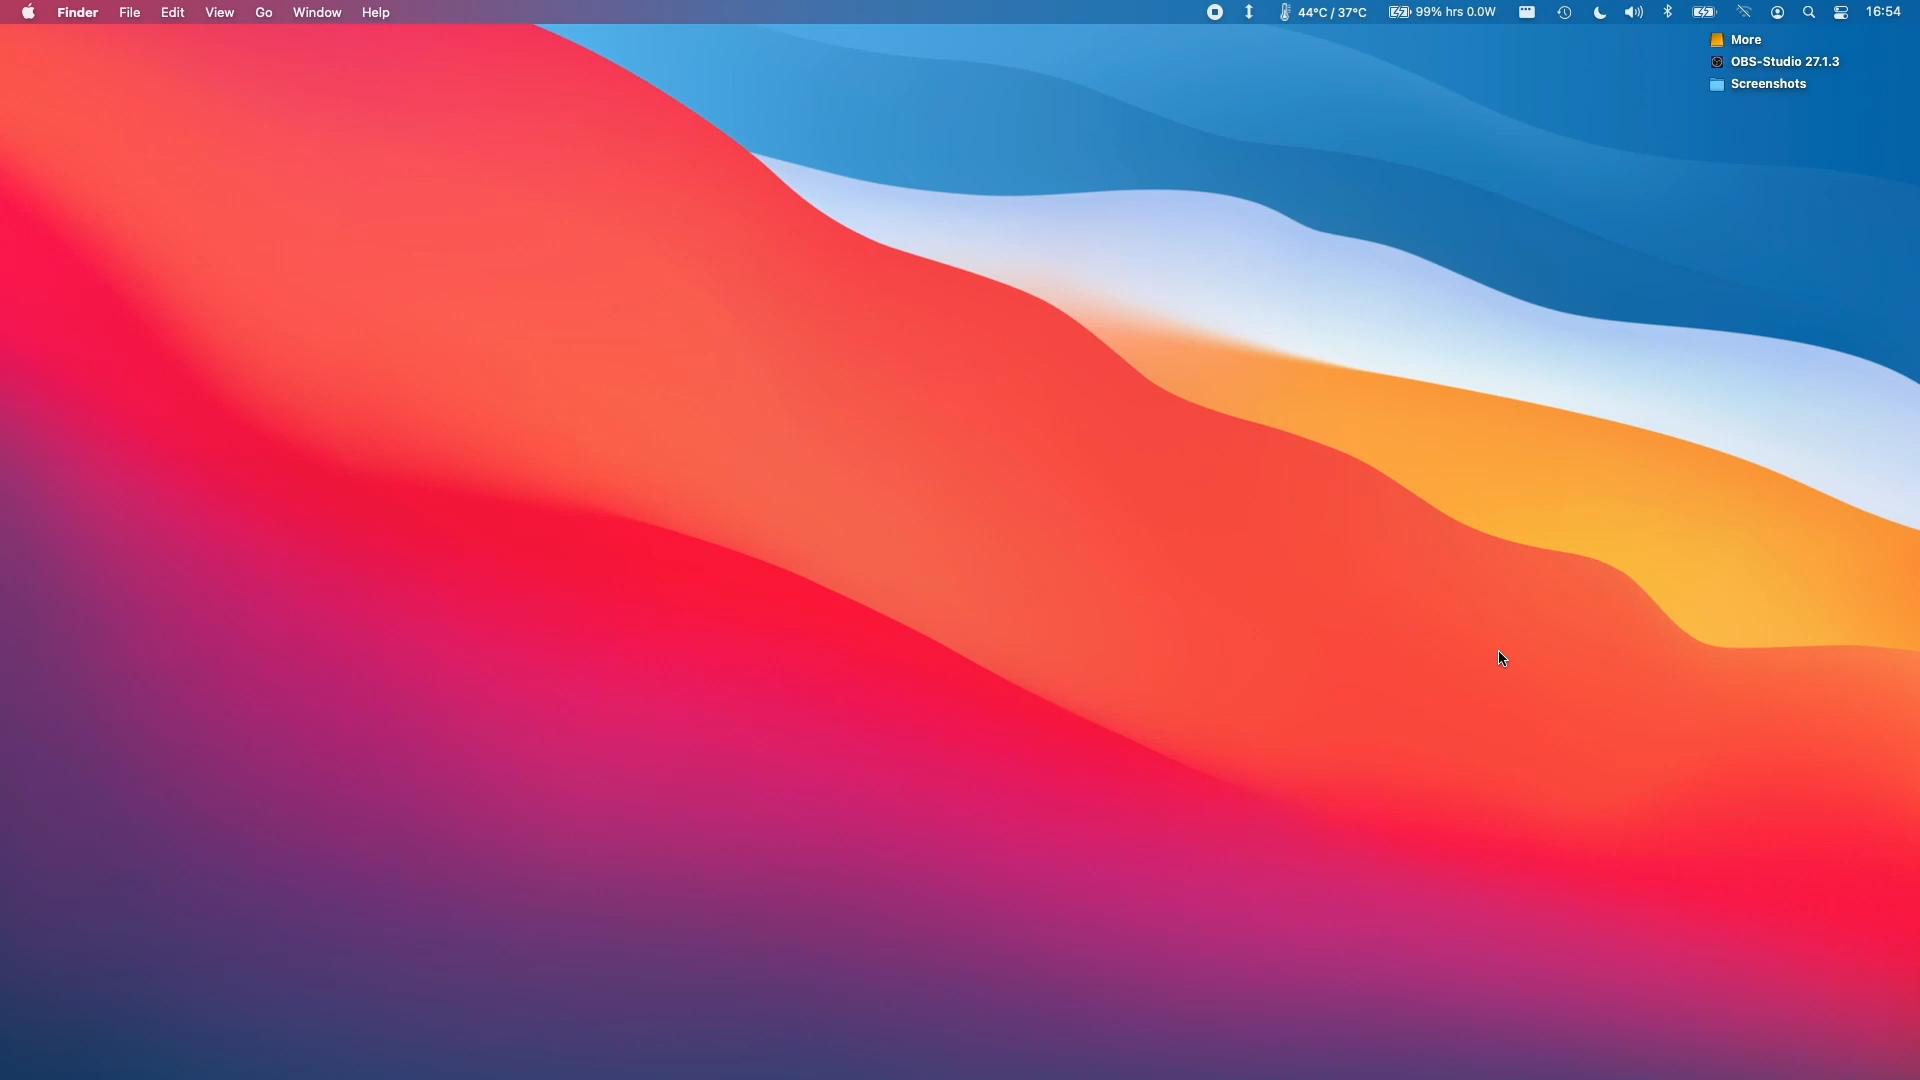 Finder File Edit View Go Window Help 44°C / 37°C 99% hrs 0.0W 16:54
More
OBS-Studio 27.1.3
Screenshots